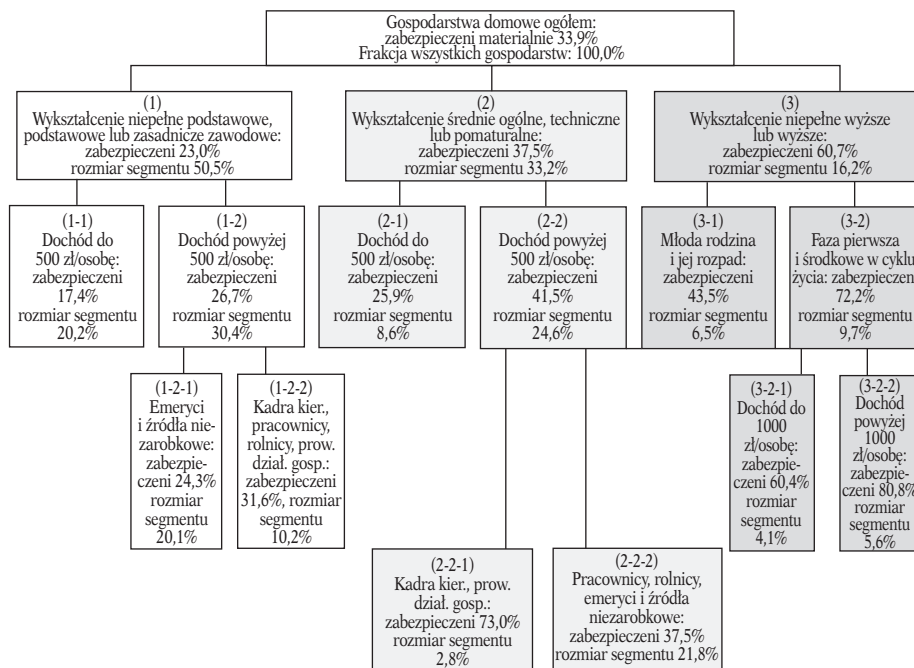 Gospodarstwa domowe ogółem:
zabezpieczeni materialnie 33,9%
Frakcja wszystkich gospodarstw: 100,0%
(1)
Wykształcenie niepełne podstawowe,
podstawowe lub zasadnicze zawodowe:
zabezpieczeni 23,0%
rozmiar segmentu 50,5%
(2)
Wykształcenie średnie ogólne, techniczne
lub pomaturalne:
zabezpieczeni 37,5%
rozmiar segmentu 33,2%
(3)
Wykształcenie niepełne wyższe
lub wyższe:
zabezpieczeni 60,7%
rozmiar segmentu 16,2%
(1-1)
Dochód do
500 zł/osobę:
zabezpieczeni
17,4%
rozmiar segmentu
20,2%
(1-2)
Dochód powyżej
500 zł/osobę:
zabezpieczeni
26,7%
rozmiar segmentu
30,4%
(2-1)
Dochód do
500 zł/osobę:
zabezpieczeni
25,9%
rozmiar segmentu
8,6%
(2-2)
Dochód powyżej
500 zł/osobę:
zabezpieczeni
41,5%
rozmiar segmentu
24,6%
(3-1)
Młoda rodzina
i jej rozpad:
zabezpieczeni
43,5%
rozmiar segmentu
6,5%
(3-2)
Faza pierwsza
i środkowe w cyklu
życia: zabezpieczeni
72,2%
rozmiar segmentu
9,7%
(1-2-1)
Emeryci
i źródła nie-
zarobkowe:
zabezpie-
czeni 24,3%
rozmiar
segmentu
20,1%
(1-2-2)
Kadra kier.,
pracownicy,
rolnicy, prow.
dział. gosp.:
zabezpieczeni
31,6%, rozmiar
segmentu
10,2%
(3-2-1)
Dochód do
1000
zł/osobę:
zabezpie-
czeni 60,4%
rozmiar
segmentu
4,1%
(3-2-2)
Dochód
powyżej
1000
zł/osobę:
zabezpie-
czeni 80,8%
rozmiar
segmentu
5,6%
(2-2-1)
Kadra kier., prow.
dział. gosp.:
zabezpieczeni 73,0%
rozmiar segmentu
2,8%
(2-2-2)
Pracownicy, rolnicy,
emeryci i źródła
niezarobkowe:
zabezpieczeni 37,5%
rozmiar segmentu 21,8%